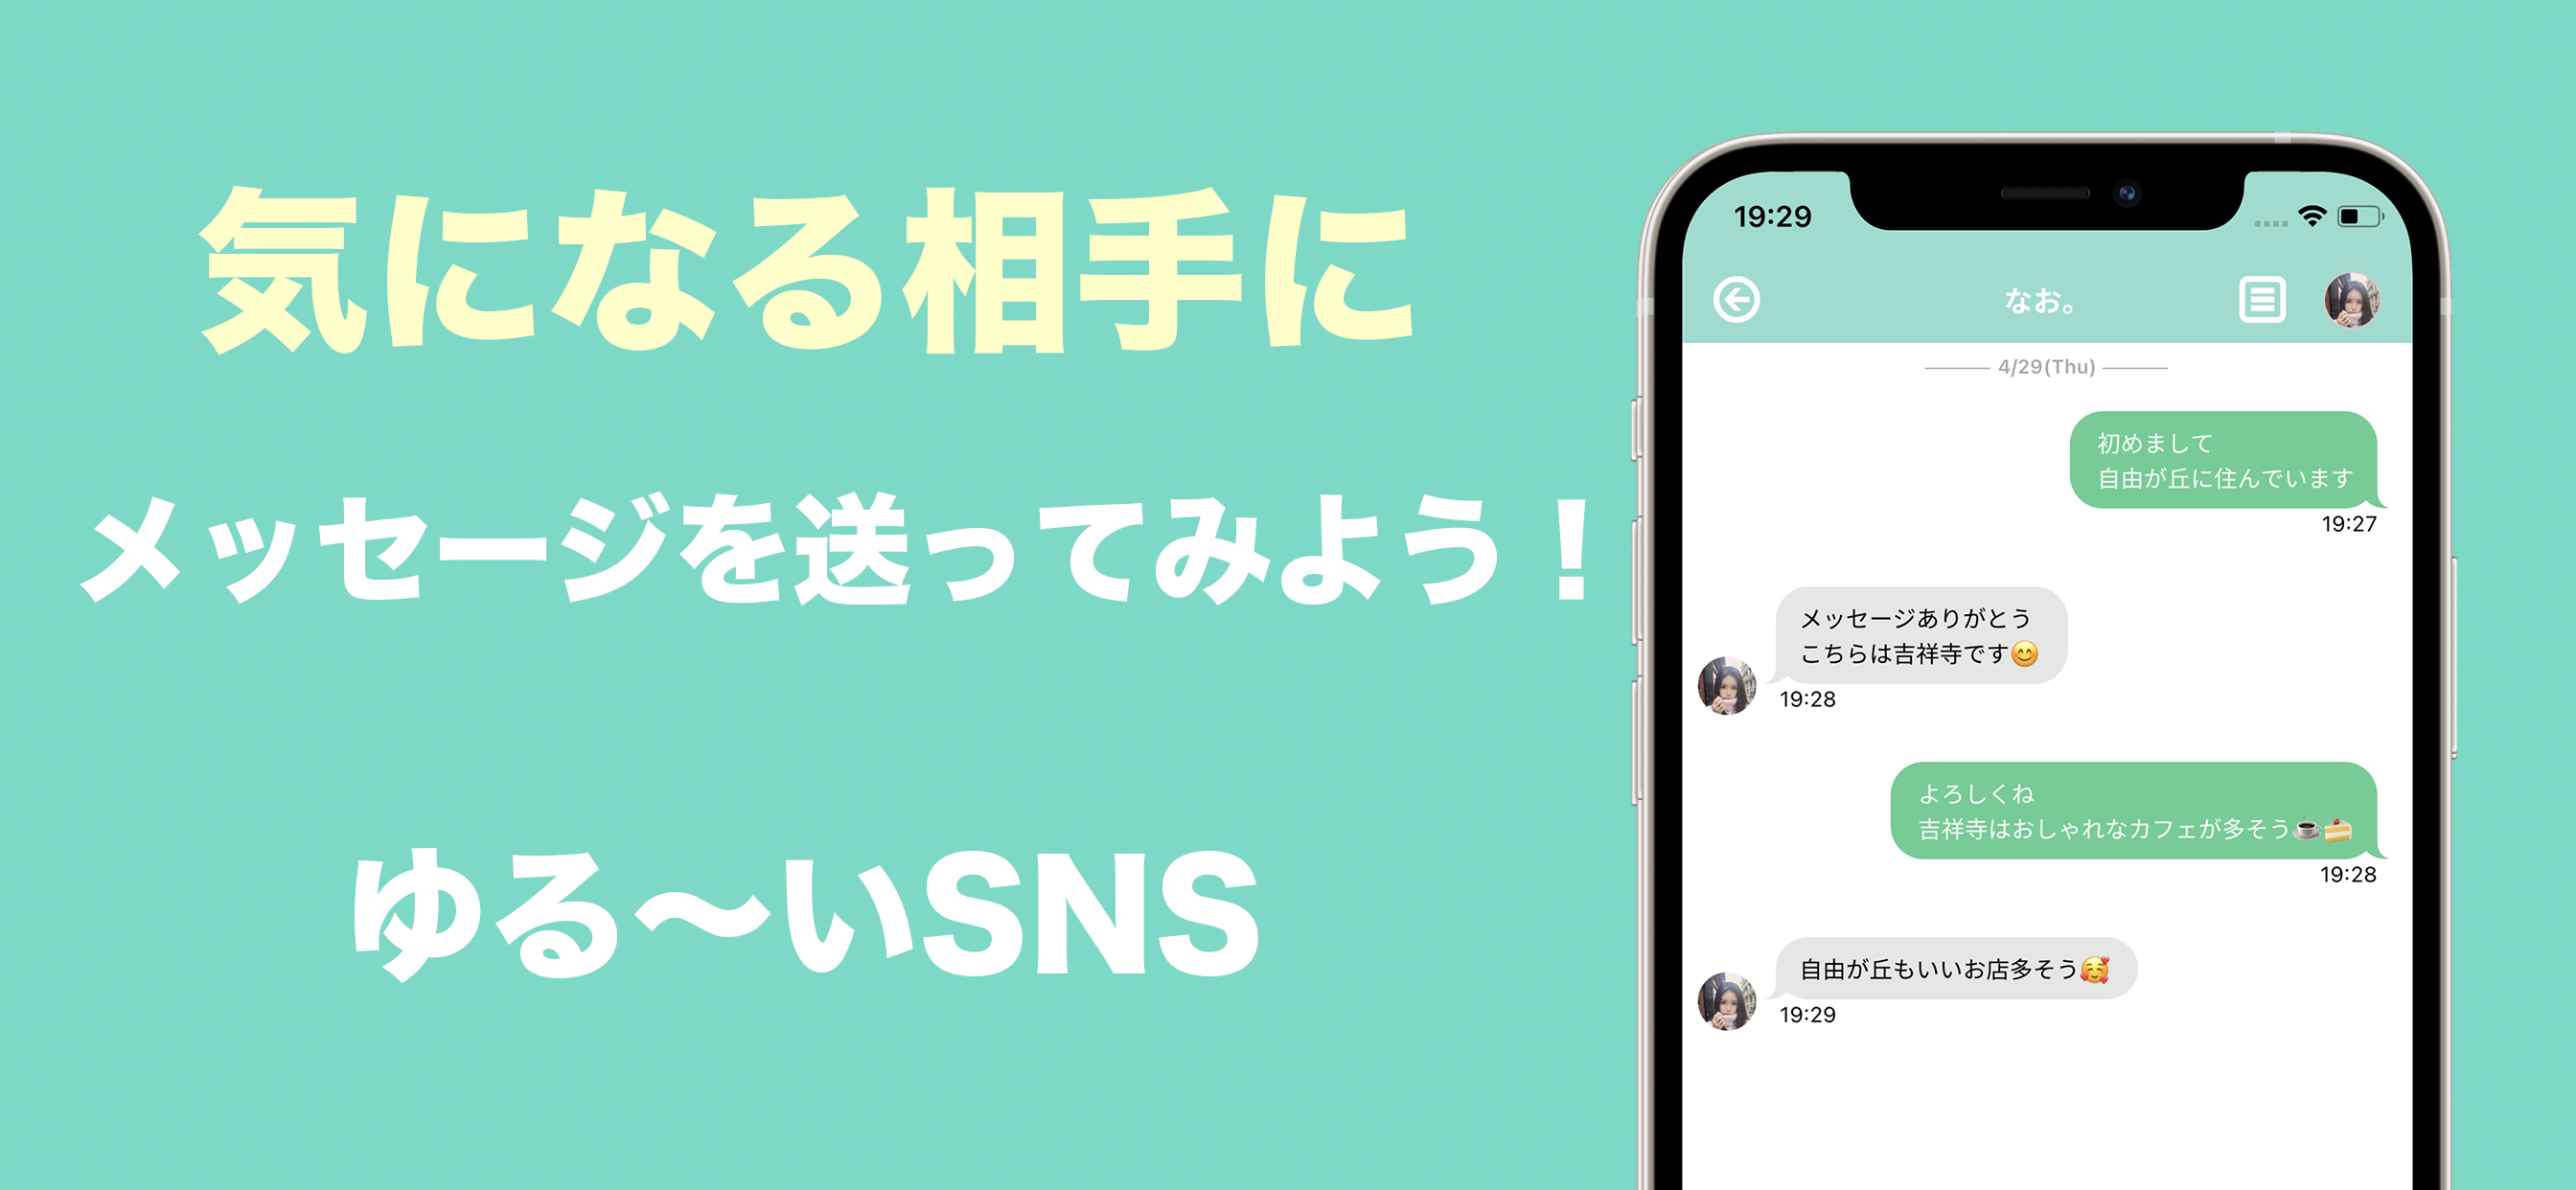 気になる相手に
メッセージを送ってみよう！
ゆる〜いSNS
19:29
なお。
4/29(Thu)
初めまして
自由が丘に住んでいます
19:27
メッセージありがとう
こちらは吉祥寺です😊
19:28
よろしくね
吉祥寺はおしゃれなカフェが多そう☕🍰
19:28
自由が丘もいいお店多そう🥰
19:29